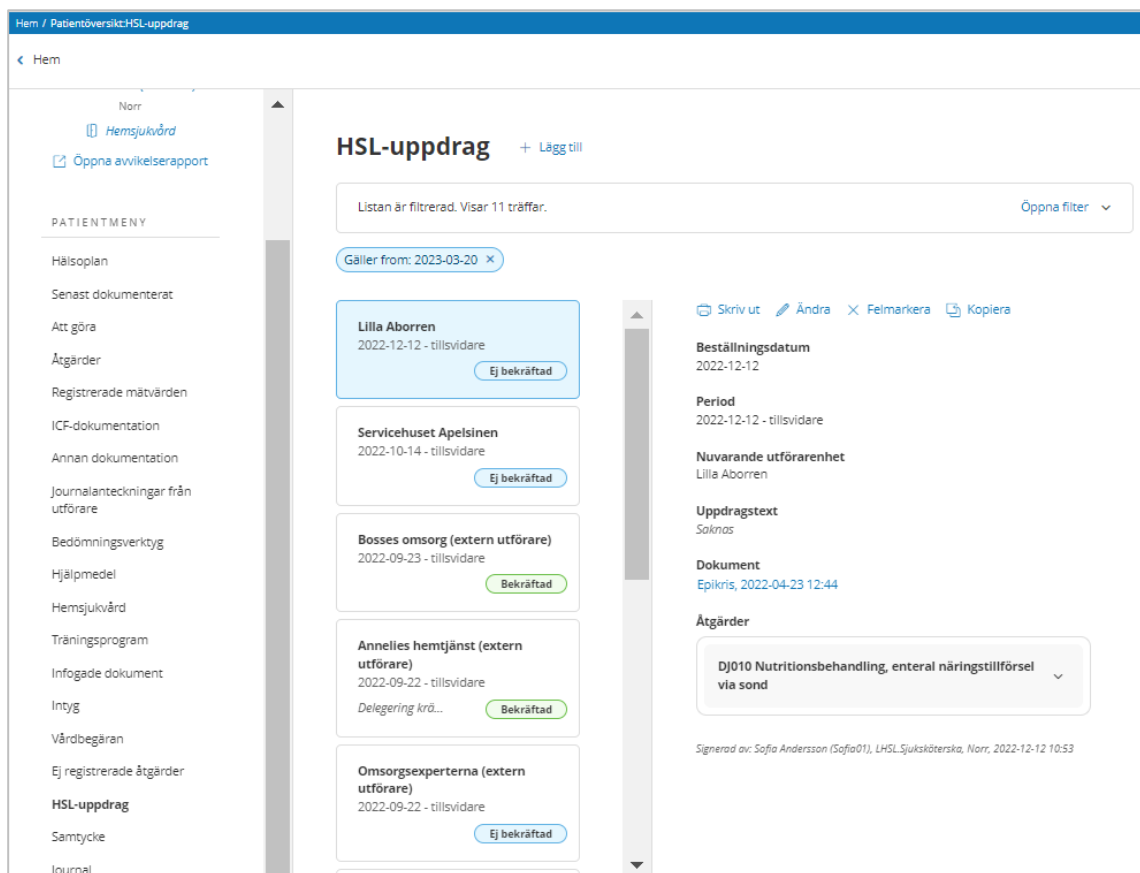 Hem / Patientöversikt:HSL-uppdrag
Hem
Norr
Hemsjukvård
Öppna avvikelserapport
PATIENTMENY
Hälsoplan
Senast dokumenterat
Att göra
Åtgärder
Registrerade mätvärden
ICF-dokumentation
Annan dokumentation
Journalanteckningar från
utförare
Bedömningsverktyg
Hjälpmedel
Hemsjukvård
Träningsprogram
Infogade dokument
Intyg
Vårdbegäran
Ej registrerade åtgärder
HSL-uppdrag
Samtycke
Journal
HSL-uppdrag
+ Lägg till
Listan är filtrerad. Visar 11 träffar.
Öppna filter
Gäller from: 2023-03-20 ×
Lilla Aborren
2022-12-12 - tillsvidare
Ej bekräftad
Servicehuset Apelsinen
2022-10-14 - tillsvidare
Ej bekräftad
Bosses omsorg (extern utförare)
2022-09-23 - tillsvidare
Bekräftad
Annelies hemtjänst (extern
utförare)
2022-09-22 - tillsvidare
Delegering krä...
Bekräftad
Omsorgsexperterna (extern
utförare)
2022-09-22 - tillsvidare
Ej bekräftad
Skriv ut Ändra Felmarkera Kopiera
Beställningsdatum
2022-12-12
Period
2022-12-12 - tillsvidare
Nuvarande utförarenhet
Lilla Aborren
Uppdragstext
Saknas
Dokument
Epikris, 2022-04-23 12:44
Åtgärder
DJ010 Nutritionsbehandling, enteral näringstillförsel
via sond
Signerad av: Sofia Andersson (Sofia01), LHSL.Sjuksköterska, Norr, 2022-12-12 10:53